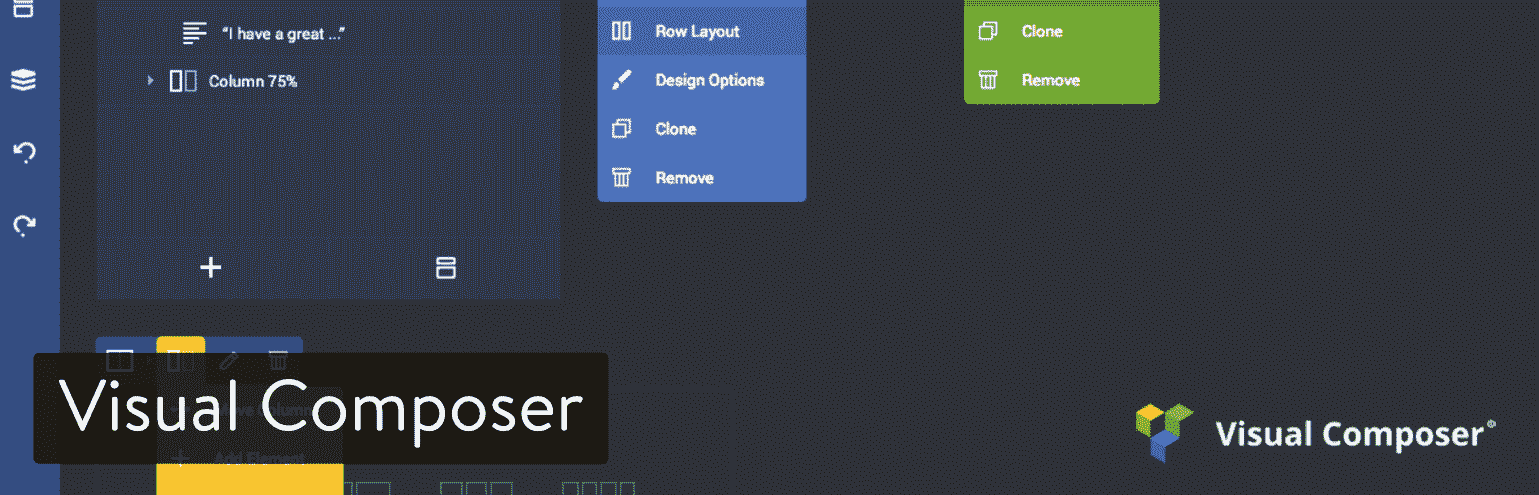 "I have a great ..."
Column 75%
Row Layout
Design Options
Clone
Remove
Clone
Remove
Visual Composer
Add Element
Visual Composer®